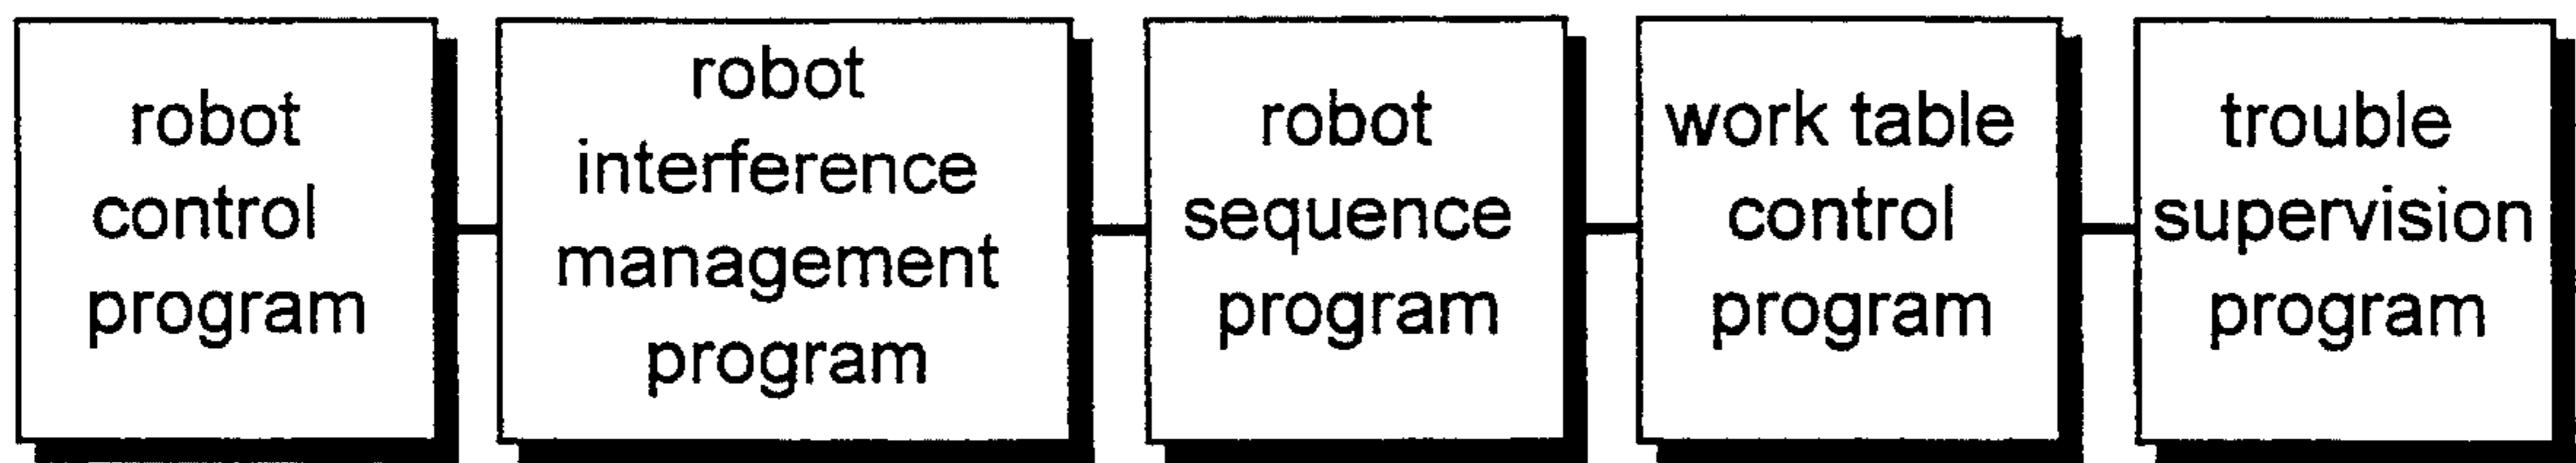 robot
control
program
robot
interference
management
program
robot
sequence
program
work table
control
program
trouble
supervision
program